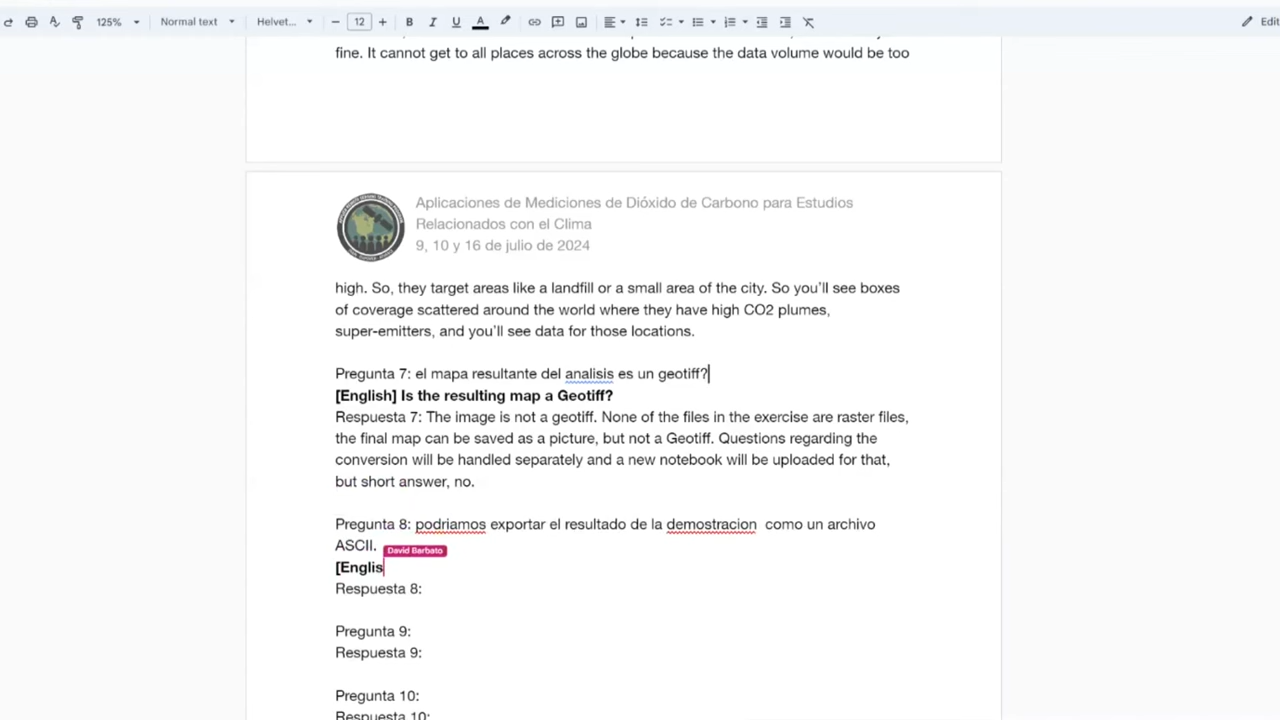 125%
Normal text
Helvet...
12
B
I
U
A
Edit
fine. It cannot get to all places across the globe because the data volume would be too
Aplicaciones de Mediciones de Dióxido de Carbono para Estudios
Relacionados con el Clima
9, 10 y 16 de julio de 2024
high. So, they target areas like a landfill or a small area of the city. So you'll see boxes
of coverage scattered around the world where they have high CO2 plumes,
super-emitters, and you'll see data for those locations.
Pregunta 7: el mapa resultante del analisis es un geotiff?
[English] Is the resulting map a Geotiff?
Respuesta 7: The image is not a geotiff. None of the files in the exercise are raster files,
the final map can be saved as a picture, but not a Geotiff. Questions regarding the
conversion will be handled separately and a new notebook will be uploaded for that,
but short answer, no.
Pregunta 8: podriamos exportar el resultado de la demostracion como un archivo
ASCII.
David Barbato
[Englis
Respuesta 8:
Pregunta 9:
Respuesta 9:
Pregunta 10:
Respuesta 10: